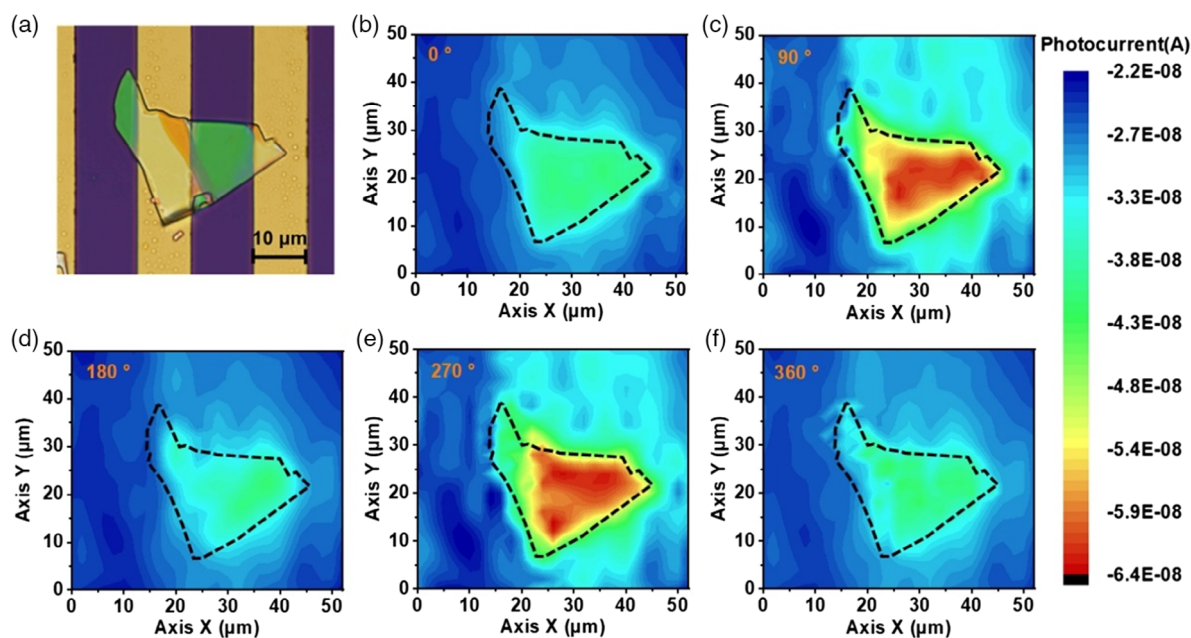 (a)
10 µm
(b)
0 °
50
40
30
20
10
0
Axis Y (µm)
0 10 20 30 40 50
Axis X (µm)
(c)
90 °
50
40
30
20
10
0
Axis Y (µm)
0 10 20 30 40 50
Axis X (µm)
Photocurrent(A)
-2.2E-08
-2.7E-08
-3.3E-08
-3.8E-08
-4.3E-08
-4.8E-08
-5.4E-08
-5.9E-08
-6.4E-08
(d)
180 °
50
40
30
20
10
0
Axis Y (µm)
0 10 20 30 40 50
Axis X (µm)
(e)
270 °
50
40
30
20
10
0
Axis Y (µm)
0 10 20 30 40 50
Axis X (µm)
(f)
360 °
50
40
30
20
10
0
Axis Y (µm)
0 10 20 30 40 50
Axis X (µm)